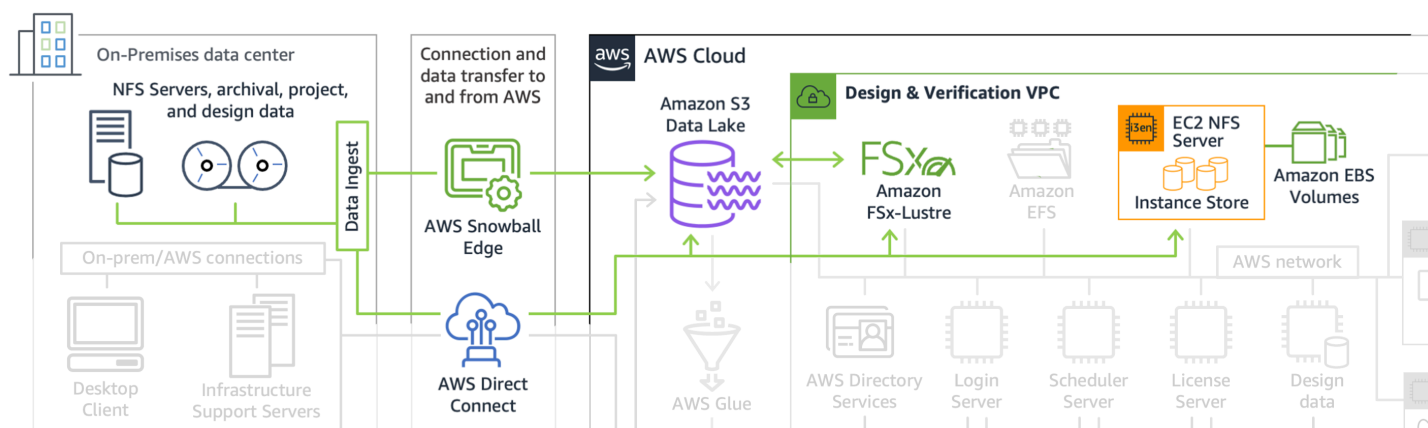 On-Premises data center
NFS Servers, archival, project,
and design data
Data Ingest
On-prem/AWS connections
Desktop
Client
Infrastructure
Support Servers
Connection and
data transfer to
and from AWS
AWS Snowball
Edge
AWS Direct
Connect
aws
AWS Cloud
Amazon S3
Data Lake
AWS Glue
Design & Verification VPC
FSx
Amazon
FSx-Lustre
Amazon
EFS
i3en
EC2 NFS
Server
Instance Store
Amazon EBS
Volumes
AWS network
AWS Directory
Services
Login
Server
Scheduler
Server
License
Server
Design
data